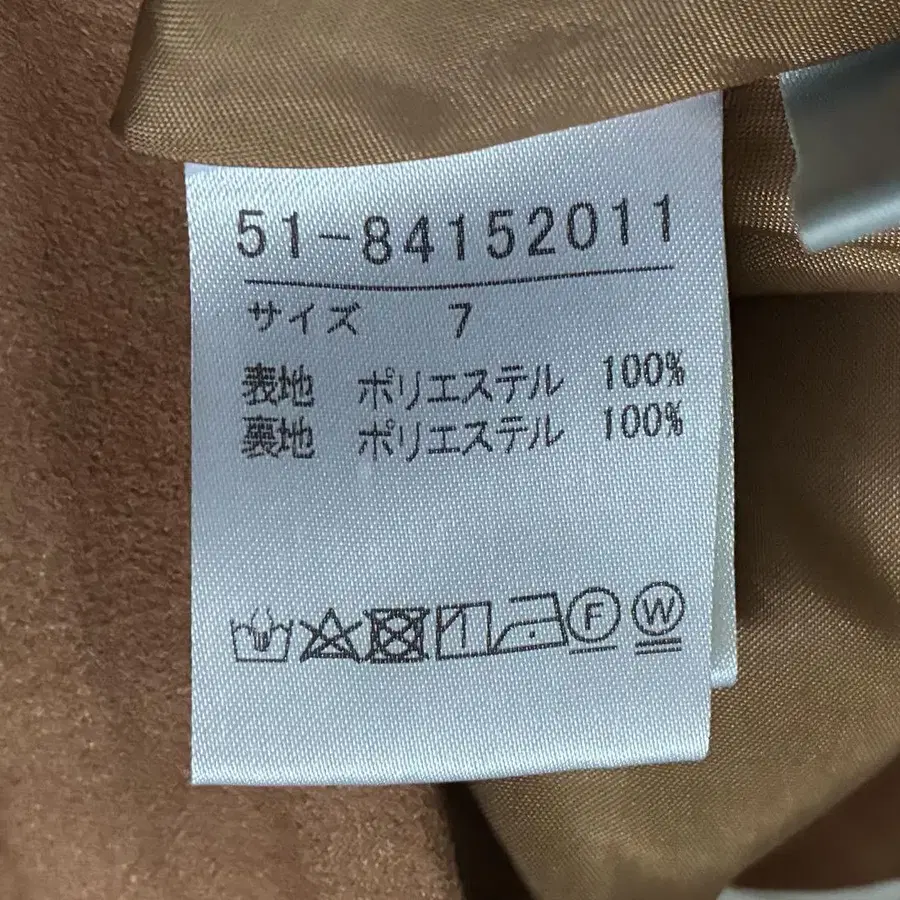 51-84152011
サイズ 7
表地 ポリエステル 100%
裏地 ポリエステル 100%
F W